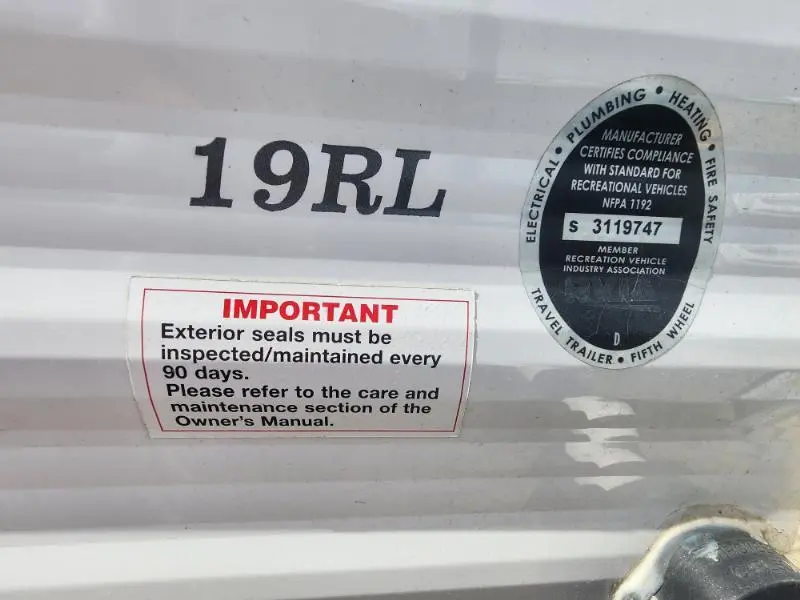 19RL
ELECTRICAL • PLUMBING • HEATING • FIRE SAFETY
MANUFACTURER
CERTIFIES COMPLIANCE
WITH STANDARD FOR
RECREATIONAL VEHICLES
NFPA 1192
S 3119747
MEMBER
RECREATION VEHICLE
INDUSTRY ASSOCIATION
RVIA
D
TRAVEL TRAILER • FIFTH WHEEL
IMPORTANT
Exterior seals must be
inspected/maintained every
90 days.
Please refer to the care and
maintenance section of the
Owner's Manual.